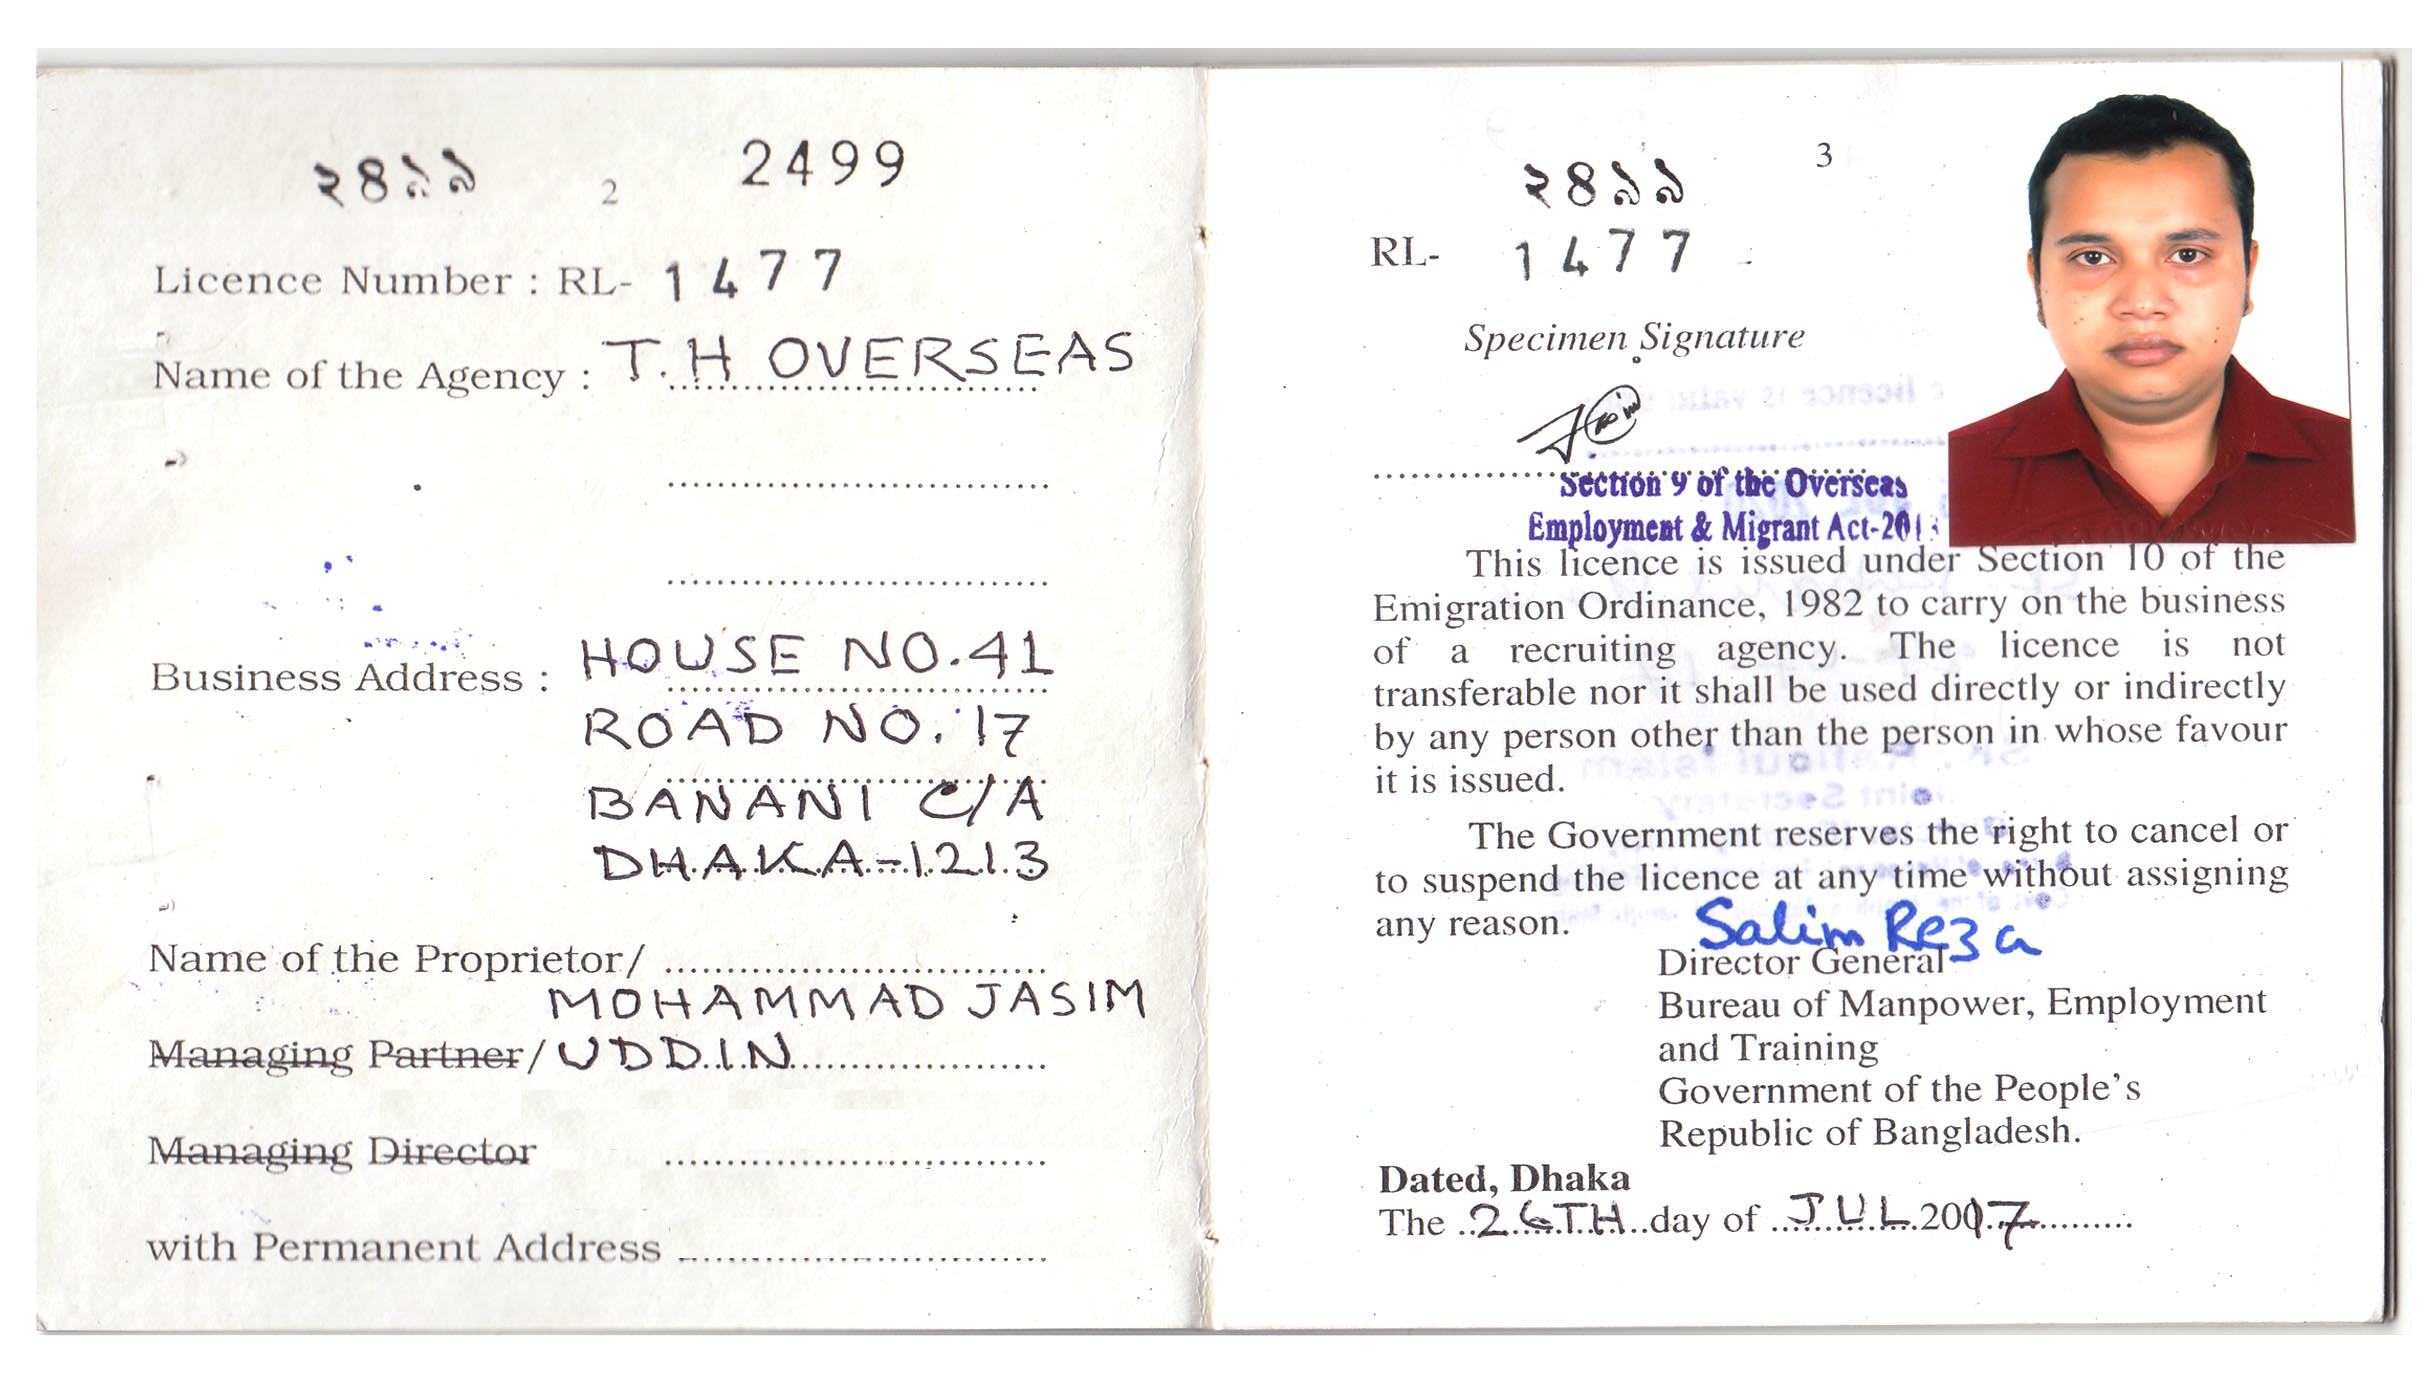 ২৪৯৯
2
2499
Licence Number : RL- 1477
Name of the Agency : T.H OVERSEAS
Business Address : HOUSE NO.41
ROAD NO. 17
BANANI C/A
DHAKA-1213
Name of the Proprietor/
MOHAMMAD JASIM
Managing Partner/ UDDIN
Managing Director
with Permanent Address
3
২৪৯৯
RL- 1477
Specimen Signature
Section 9 of the Overseas
Employment & Migrant Act-2013
This licence is issued under Section 10 of the
Emigration Ordinance, 1982 to carry on the business
of a recruiting agency. The licence is not
transferable nor it shall be used directly or indirectly
by any person other than the person in whose favour
it is issued.
The Government reserves the right to cancel or
to suspend the licence at any time without assigning
any reason.
Salim Reza
Director General
Bureau of Manpower, Employment
and Training
Government of the People's
Republic of Bangladesh.
Dated, Dhaka
The 26TH day of JUL 2017